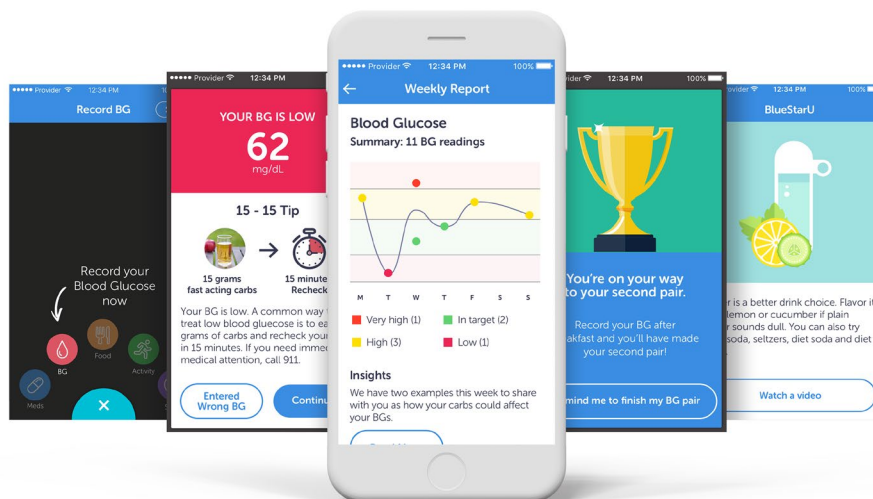 Provider 12:34 PM
Record BG
Record your
Blood Glucose
now
BG
Food
Activity
Meds
Provider 12:34 PM
YOUR BG IS LOW
62
mg/dL
15 - 15 Tip
15 grams
fast acting carbs
15 minute
Recheck
Your BG is low. A common way
treat low blood gluecose is to ea
grams of carbs and recheck your
in 15 minutes. If you need imme
medical attention, call 911.
Entered
Wrong BG
Continu
Provider 12:34 PM 100%
Weekly Report
Blood Glucose
Summary: 11 BG readings
M T W T F S S
Very high (1) In target (2)
High (3) Low (1)
Insights
We have two examples this week to share
with you as how your carbs could affect
your BGs.
ider 12:34 PM 100%
You're on your way
to your second pair.
Record your BG after
akfast and you'll have made
your second pair!
mind me to finish my BG pair
ovider 12:34 PM 100%
BlueStarU
r is a better drink choice. Flavor it
lemon or cucumber if plain
r sounds dull. You can also try
soda, seltzers, diet soda and diet
Watch a video